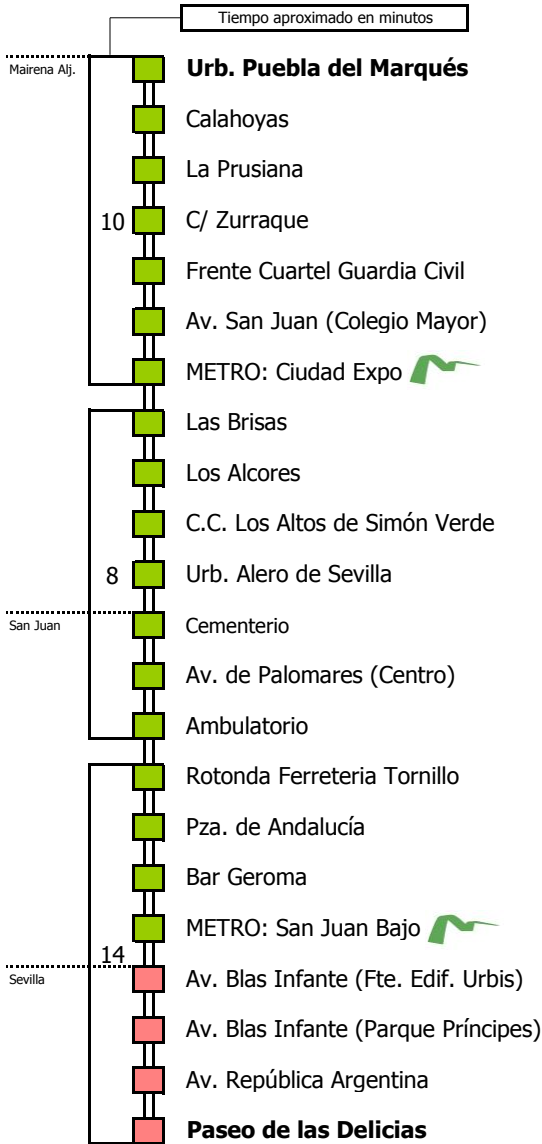 Tiempo aproximado en minutos
Mairena Alj.
Urb. Puebla del Marqués
Calahoyas
La Prusiana
10
C/ Zurraque
Frente Cuartel Guardia Civil
Av. San Juan (Colegio Mayor)
METRO: Ciudad Expo
Las Brisas
Los Alcores
C.C. Los Altos de Simón Verde
8
Urb. Alero de Sevilla
San Juan
Cementerio
Av. de Palomares (Centro)
Ambulatorio
Rotonda Ferreteria Tornillo
Pza. de Andalucía
Bar Geroma
METRO: San Juan Bajo
14
Sevilla
Av. Blas Infante (Fte. Edif. Urbis)
Av. Blas Infante (Parque Príncipes)
Av. República Argentina
Paseo de las Delicias